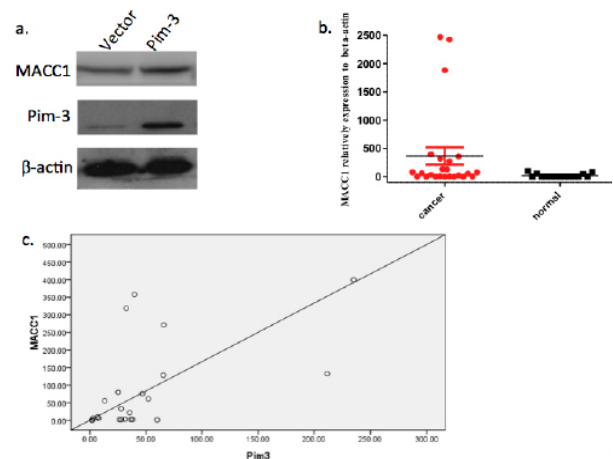 a.
Vector
Pim-3
MACC1
Pim-3
β-actin
b.
MACC1 relatively expression to beta-actin
2500
2000
1500
1000
500
0
cancer
normal
c.
MACC1
500.00
450.00
400.00
350.00
300.00
250.00
200.00
150.00
100.00
50.00
0.00
0.00
50.00
100.00
150.00
200.00
250.00
300.00
Pim3